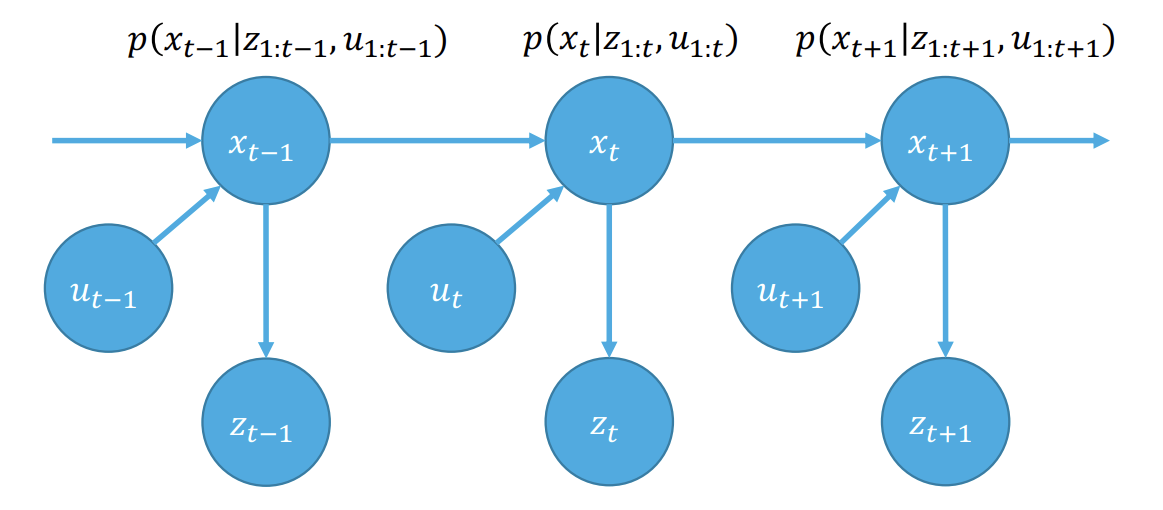 p(x_{t−1}|z_{1:t−1}, u_{1:t−1}) p(x_t|z_{1:t}, u_{1:t}) p(x_{t+1}|z_{1:t+1}, u_{1:t+1})
x_{t−1} x_t x_{t+1}
u_{t−1} u_t u_{t+1}
z_{t−1} z_t z_{t+1}